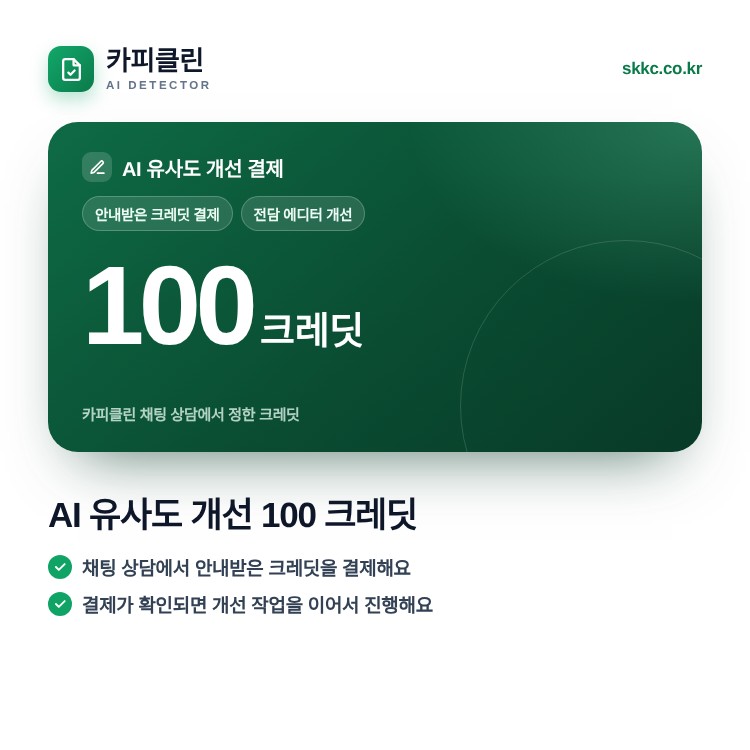 카피클린
AI DETECTOR
skkc.co.kr
AI 유사도 개선 결제
안내받은 크레딧 결제
전담 에디터 개선
100 크레딧
카피클린 채팅 상담에서 정한 크레딧
AI 유사도 개선 100 크레딧
채팅 상담에서 안내받은 크레딧을 결제해요
결제가 확인되면 개선 작업을 이어서 진행해요